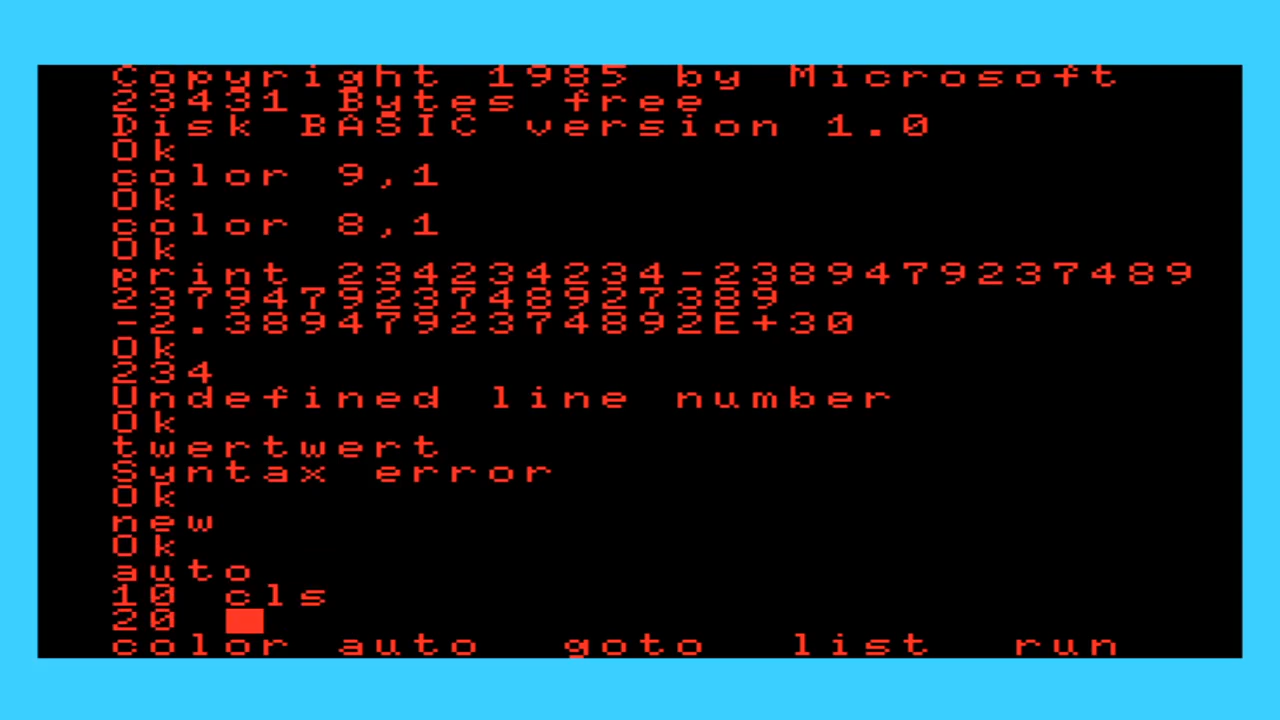 Copyright 1985 by Microsoft
23431 Bytes free
Disk BASIC version 1.0
Ok
color 9,1
Ok
color 8,1
Ok
print 234234234-2389479237489
237947923748927389
-2.3894792374892E+30
Ok
234
Undefined line number
Ok
twertwert
Syntax error
Ok
new
Ok
auto
10 cls
20
color auto goto list run